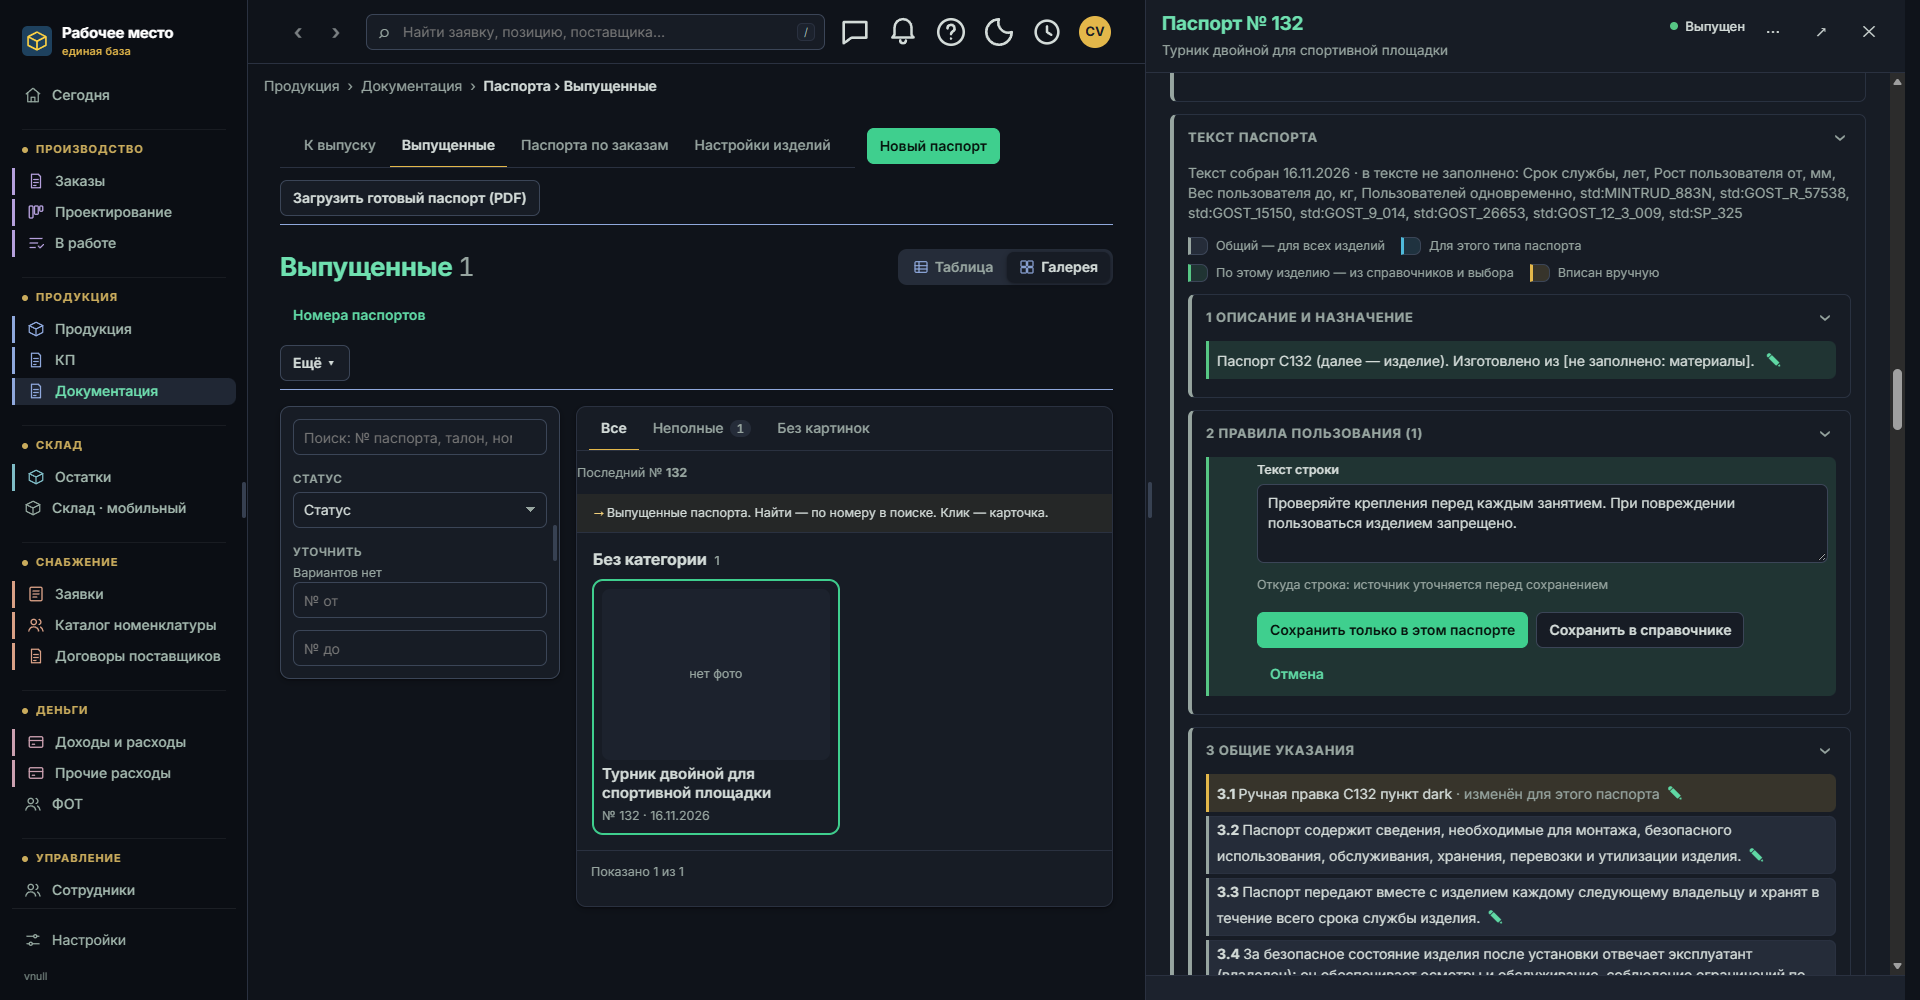 Рабочее место
единая база
Сегодня
ПРОИЗВОДСТВО
Заказы
Проектирование
В работе
ПРОДУКЦИЯ
Продукция
КП
Документация
СКЛАД
Остатки
Склад · мобильный
СНАБЖЕНИЕ
Заявки
Каталог номенклатуры
Договоры поставщиков
ДЕНЬГИ
Доходы и расходы
Прочие расходы
ФОТ
УПРАВЛЕНИЕ
Сотрудники
Настройки
vnull
Найти заявку, позицию, поставщика... /
CV
Продукция › Документация › Паспорта › Выпущенные
К выпуску Выпущенные Паспорта по заказам Настройки изделий Новый паспорт
Загрузить готовый паспорт (PDF)
Выпущенные 1
Таблица Галерея
Номера паспортов
Ещё ▾
Поиск: № паспорта, талон, но
СТАТУС
Статус
УТОЧНИТЬ
Вариантов нет
№ от
№ до
Все Неполные 1 Без картинок
Последний № 132
→ Выпущенные паспорта. Найти — по номеру в поиске. Клик — карточка.
Без категории 1
нет фото
Турник двойной для
спортивной площадки
№ 132 · 16.11.2026
Показано 1 из 1
Паспорт № 132
Выпущен ...
Турник двойной для спортивной площадки
ТЕКСТ ПАСПОРТА
Текст собран 16.11.2026 · в тексте не заполнено: Срок службы, лет, Рост пользователя от, мм,
Вес пользователя до, кг, Пользователей одновременно, std:MINTRUD_883N, std:GOST_R_57538,
std:GOST_15150, std:GOST_9_014, std:GOST_26653, std:GOST_12_3_009, std:SP_325
Общий — для всех изделий Для этого типа паспорта
По этому изделию — из справочников и выбора Вписан вручную
1 ОПИСАНИЕ И НАЗНАЧЕНИЕ
Паспорт C132 (далее — изделие). Изготовлено из [не заполнено: материалы].
2 ПРАВИЛА ПОЛЬЗОВАНИЯ (1)
Текст строки
Проверяйте крепления перед каждым занятием. При повреждении
пользоваться изделием запрещено.
Откуда строка: источник уточняется перед сохранением
Сохранить только в этом паспорте Сохранить в справочнике
Отмена
3 ОБЩИЕ УКАЗАНИЯ
3.1 Ручная правка C132 пункт dark · изменён для этого паспорта
3.2 Паспорт содержит сведения, необходимые для монтажа, безопасного
использования, обслуживания, хранения, перевозки и утилизации изделия.
3.3 Паспорт передают вместе с изделием каждому следующему владельцу и хранят в
течение всего срока службы изделия.
3.4 За безопасное состояние изделия после установки отвечает эксплуатант
(владелец): он обеспечивает осмотры и обслуживание, соблюдение ограничений по